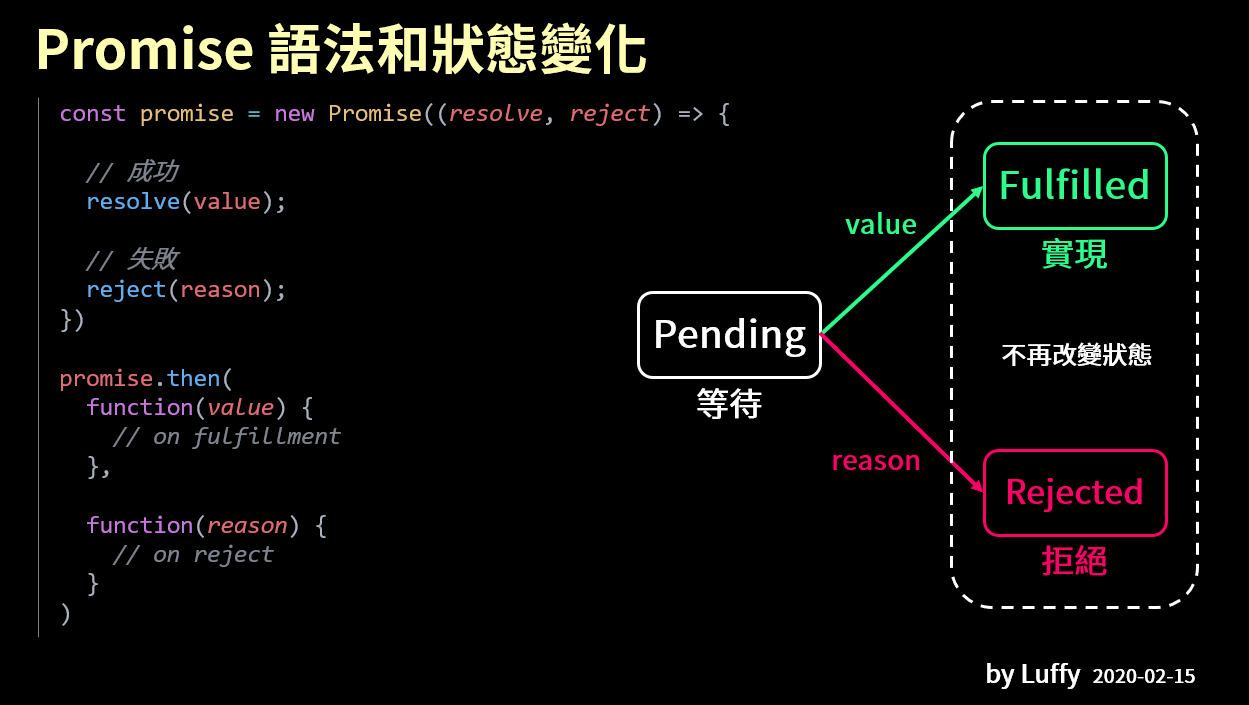 Promise 語法和狀態變化
const promise = new Promise((resolve, reject) => {
// 成功
resolve(value);
// 失敗
reject(reason);
})
promise.then(
function(value) {
// on fulfillment
},
function(reason) {
// on reject
}
)
Pending
等待
value
reason
Fulfilled
實現
不再改變狀態
Rejected
拒絕
by Luffy 2020-02-15